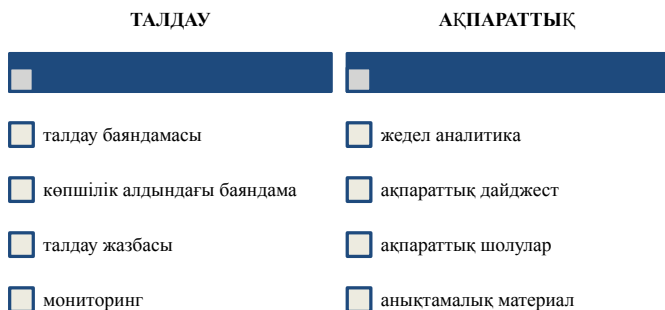 ТАЛДАУ
АҚПАРАТТЫҚ
талдау баяндамасы
жедел аналитика
көпшілік алдындағы баяндама
ақпараттық дайджест
талдау жазбасы
ақпараттық шолулар
мониторинг
анықтамалық материал